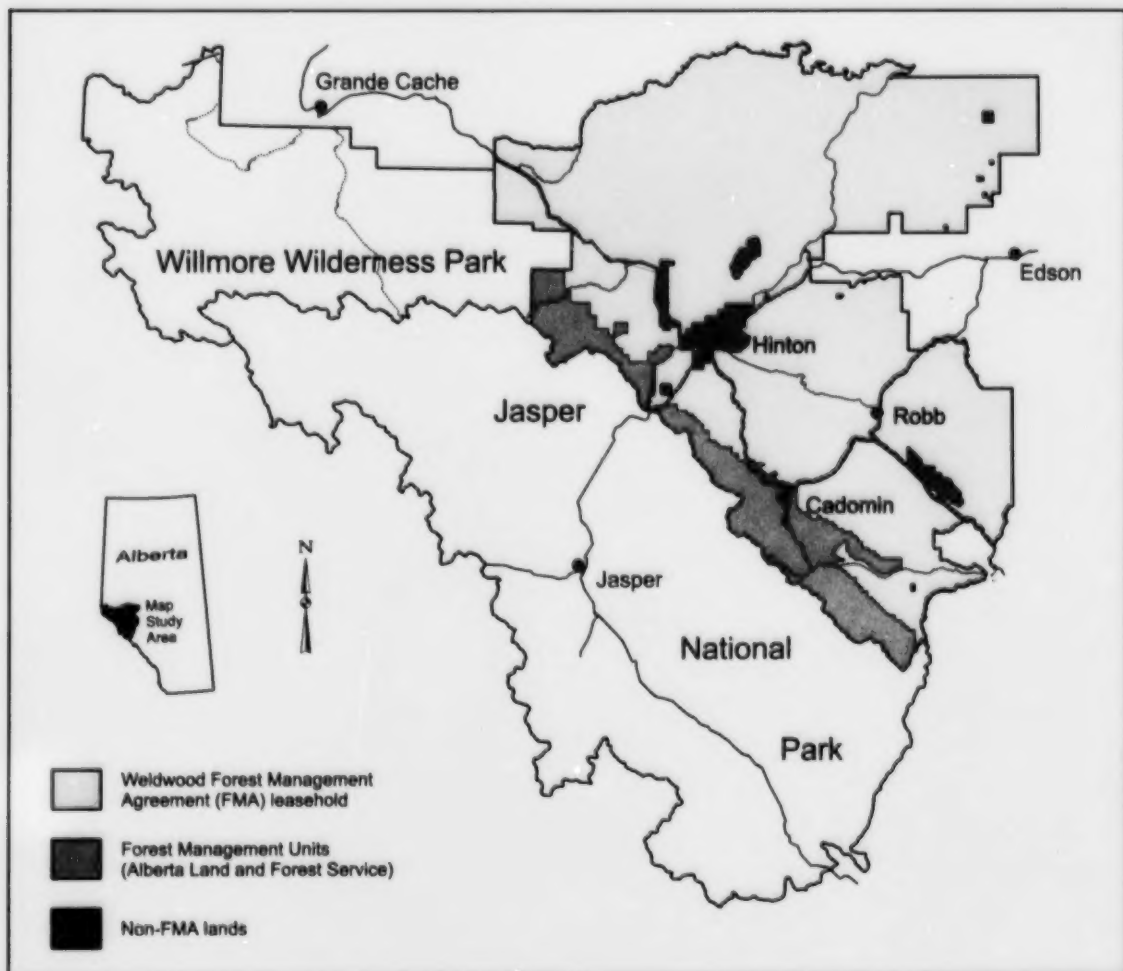 Grande Cache
Willmore Wilderness Park
Edson
Hinton
Jasper
Robb
Cadomin
Alberta
Map
Study
Area
N
Jasper
National
Park
Weldwood Forest Management
Agreement (FMA) leasehold
Forest Management Units
(Alberta Land and Forest Service)
Non-FMA lands